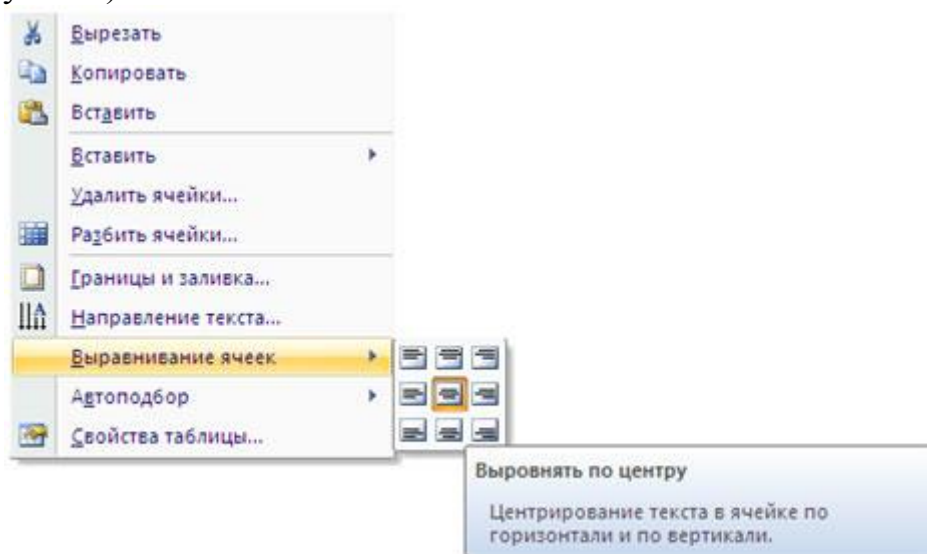 Вырезать
Копировать
Вставить
Вставить
Удалить ячейки...
Разбить ячейки...
Границы и заливка...
Направление текста...
Выравнивание ячеек
Автоподбор
Свойства таблицы...
Выровнять по центру
Центрирование текста в ячейке по
горизонтали и по вертикали.